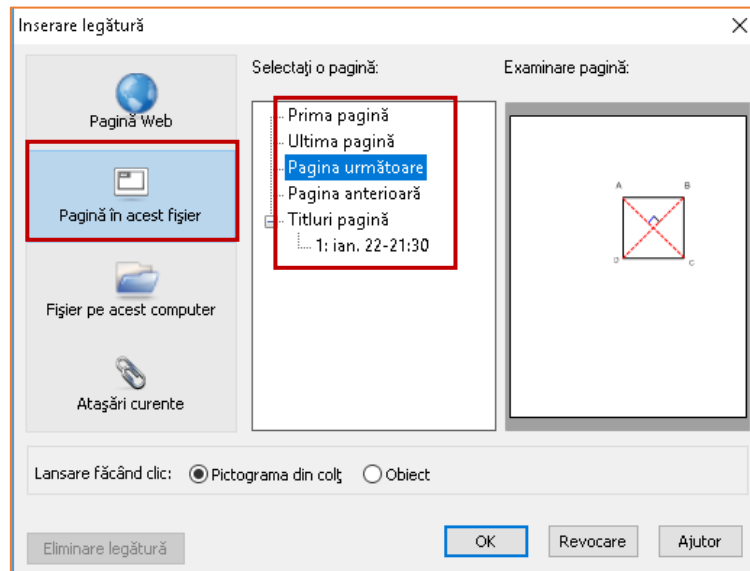 Inserare legătură
Selectați o pagină:
Examinare pagină:
Pagină Web
Pagină în acest fișier
Fișier pe acest computer
Atașări curente
Prima pagină
Ultima pagină
Pagina următoare
Pagina anterioară
Titluri pagină
1: ian. 22-21:30
A B
D C
Lansare făcând clic: Pictograma din colț Obiect
Eliminare legătură OK Revocare Ajutor